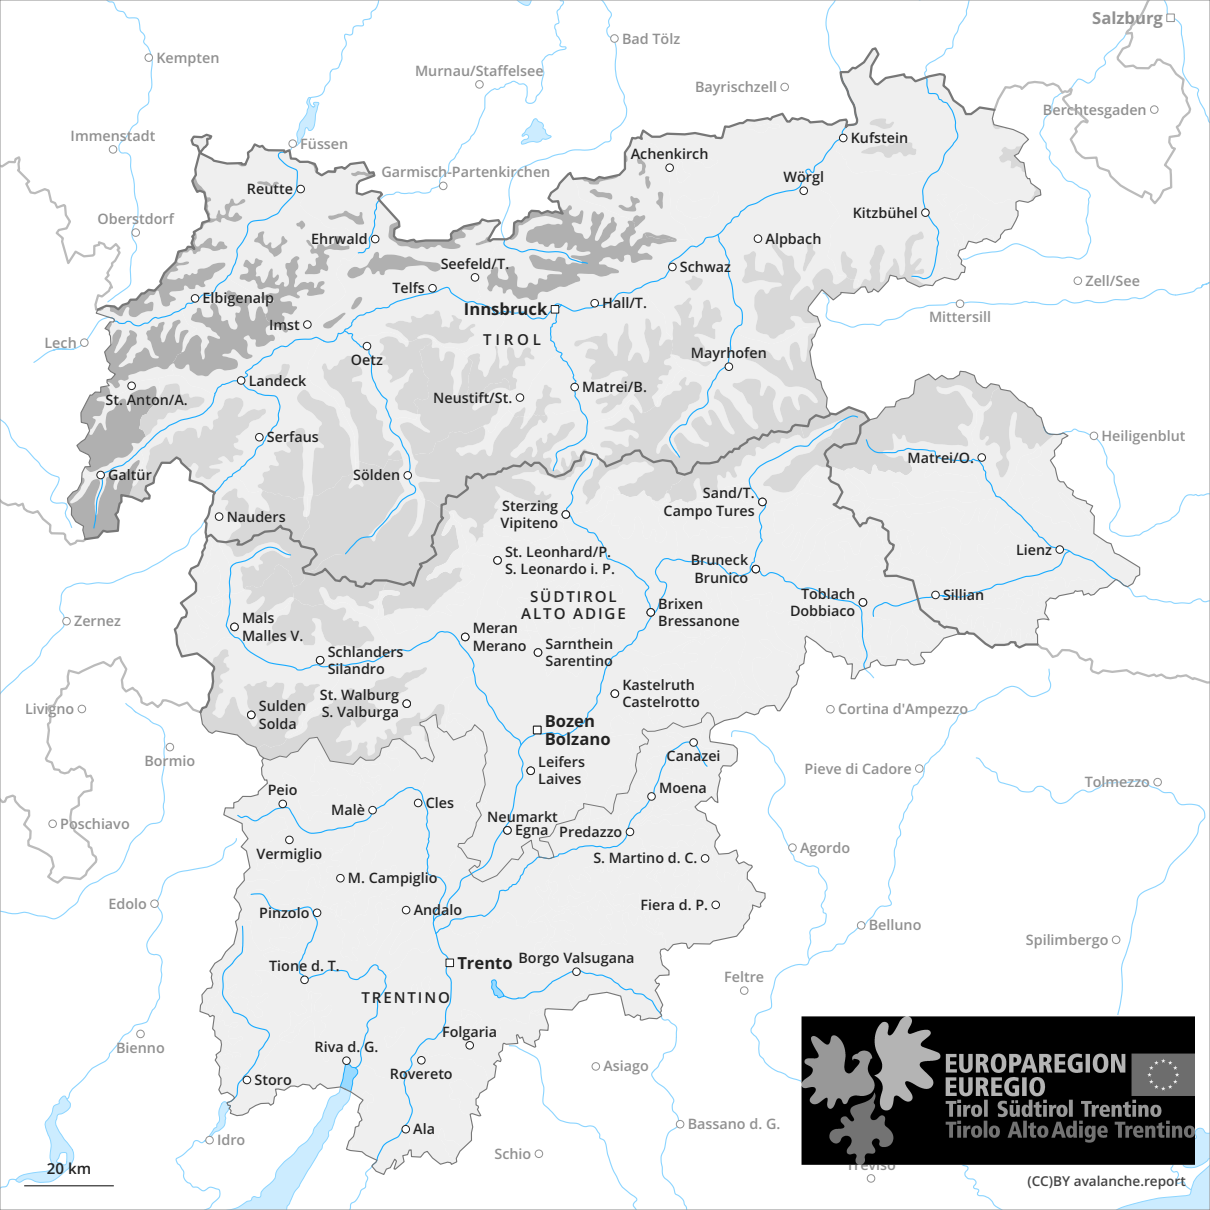 Salzburg
Bad Tölz
Kempten
Murnau/Staffelsee
Bayrischzell
Berchtesgaden
Immenstadt
Füssen
Kufstein
Achenkirch
Garmisch-Partenkirchen
Wörgl
Reutte
Oberstdorf
Kitzbühel
Ehrwald
Alpbach
Seefeld/T.
Schwaz
Zell/See
Telfs
Elbigenalp
Hall/T.
Innsbruck
Mittersill
Imst
TIROL
Lech
Oetz
Mayrhofen
Landeck
Matrei/B.
St. Anton/A.
Neustift/St.
Serfaus
Heiligenblut
Matrei/O.
Galtür
Sölden
Sand/T.
Campo Tures
Sterzing
Vipiteno
Nauders
St. Leonhard/P.
S. Leonardo i. P.
Lienz
Bruneck
Brunico
SÜDTIROL
ALTO ADIGE
Toblach
Dobbiaco
Sillian
Brixen
Bressanone
Zernez
Mals
Malles V.
Meran
Merano
Sarnthein
Sarentino
Schlanders
Silandro
Kastelruth
Castelrotto
St. Walburg
S. Valburga
Sulden
Solda
Livigno
Cortina d'Ampezzo
Bozen
Bolzano
Bormio
Canazei
Leifers
Laives
Pieve di Cadore
Tolmezzo
Peio
Moena
Malè
Cles
Neumarkt
Egna
Predazzo
Poschiavo
Vermiglio
Agordo
S. Martino d. C.
M. Campiglio
Edolo
Pinzolo
Andalo
Fiera d. P.
Belluno
Spilimbergo
Trento
Borgo Valsugana
Tione d. T.
Feltre
TRENTINO
Folgaria
Bienno
Riva d. G.
Rovereto
Asiago
Storo
EUROPAREGION
EUREGIO
Tirol Südtirol Trentino
Tirolo Alto Adige Trentino
Ala
Bassano d. G.
Idro
Schio
Treviso
20 km
(CC)BY avalanche.report